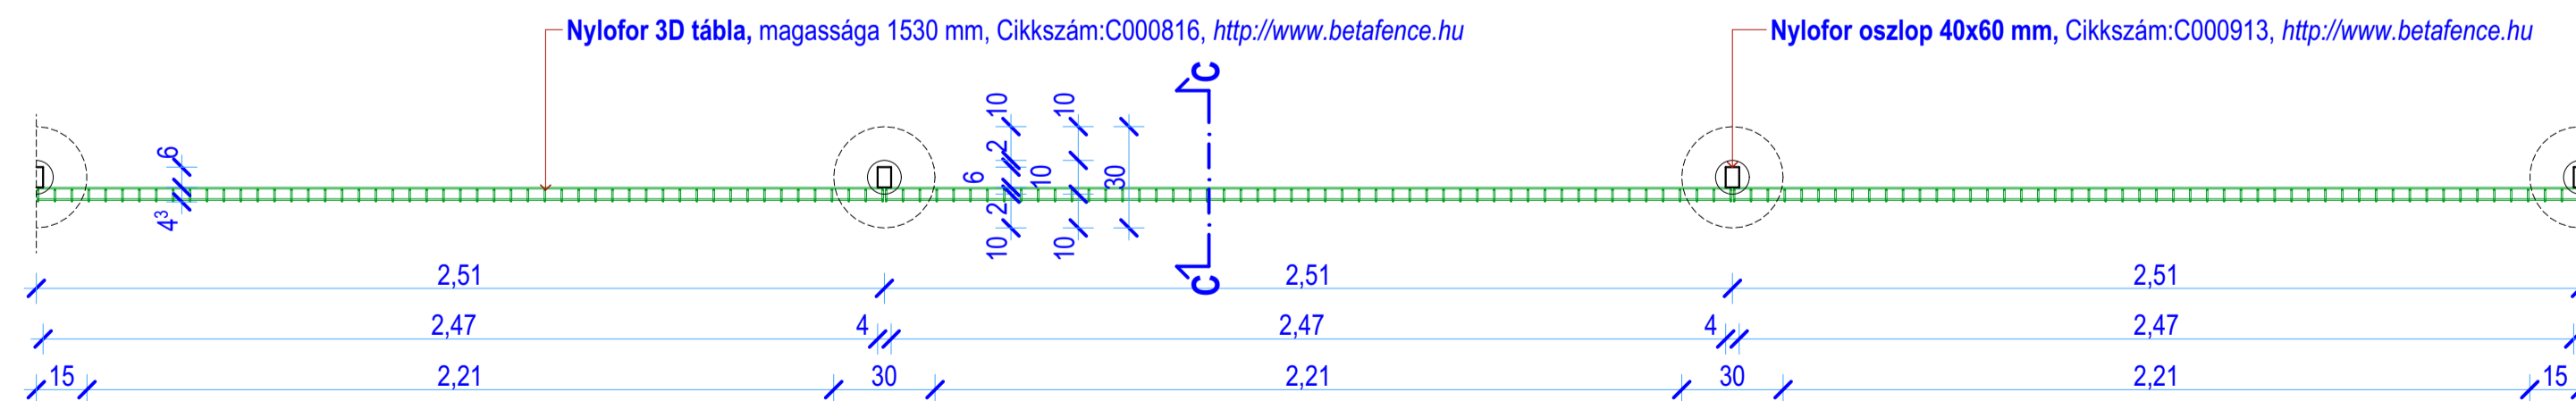 Nylofor 3D tábla, magassága 1530 mm, Cikkszám:C000816, http://www.betafence.hu
Nylofor oszlop 40x60 mm, Cikkszám:C000913, http://www.betafence.hu
C
10 10
6 2
6 10 30
4³ 2
10 10
C
2,51 2,51 2,51
2,47 4 2,47 4 2,47
15 2,21 30 2,21 30 2,21 15